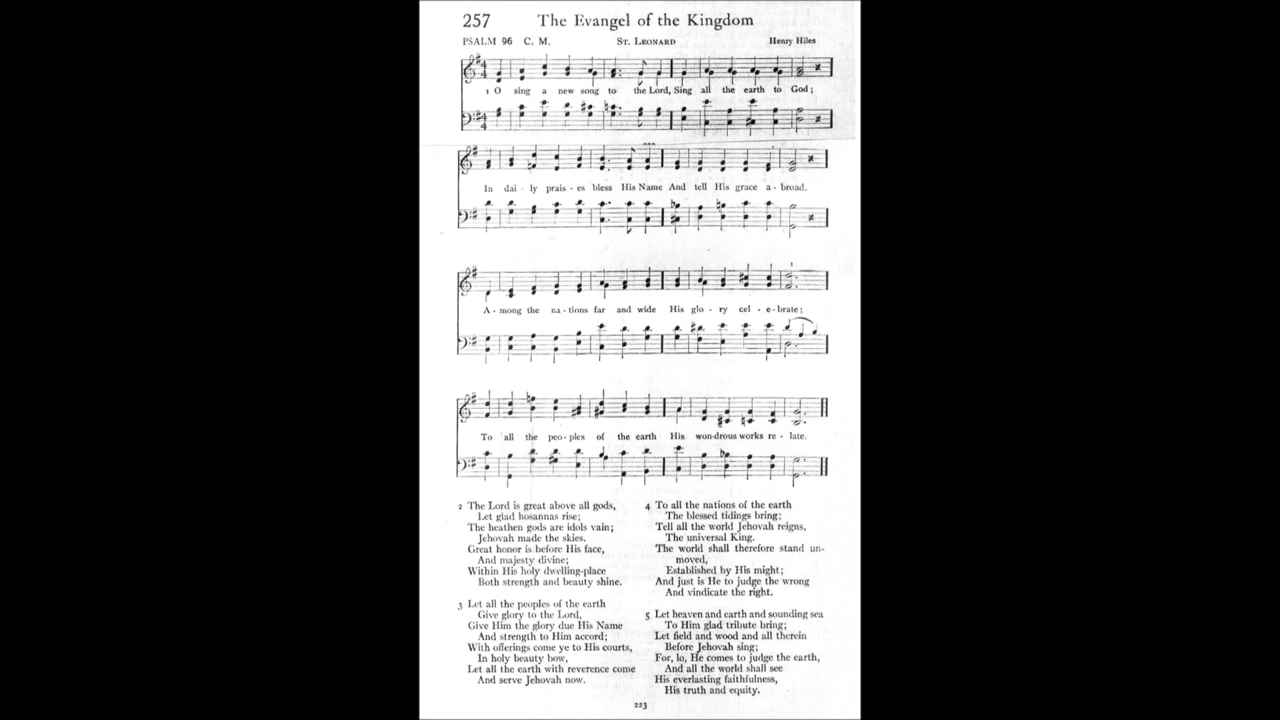 257 The Evangel of the Kingdom
PSALM 96 C. M. ST. LEONARD Henry Hiles
1 O sing a new song to the Lord, Sing all the earth to God;
In dai - ly prais - es bless His Name And tell His grace a - broad.
A - mong the na - tions far and wide His glo - ry cel - e - brate;
To all the peo - ples of the earth His won-drous works re - late.
2 The Lord is great above all gods,
Let glad hosannas rise;
The heathen gods are idols vain;
Jehovah made the skies.
Great honor is before His face,
And majesty divine;
Within His holy dwelling-place
Both strength and beauty shine.
3 Let all the peoples of the earth
Give glory to the Lord,
Give Him the glory due His Name
And strength to Him accord;
With offerings come ye to His courts,
In holy beauty bow,
Let all the earth with reverence come
And serve Jehovah now.
4 To all the nations of the earth
The blessed tidings bring;
Tell all the world Jehovah reigns,
The universal King.
The world shall therefore stand un-
moved,
Established by His might;
And just is He to judge the wrong
And vindicate the right.
5 Let heaven and earth and sounding sea
To Him glad tribute bring;
Let field and wood and all therein
Before Jehovah sing;
For, lo, He comes to judge the earth,
And all the world shall see
His everlasting faithfulness,
His truth and equity.
223